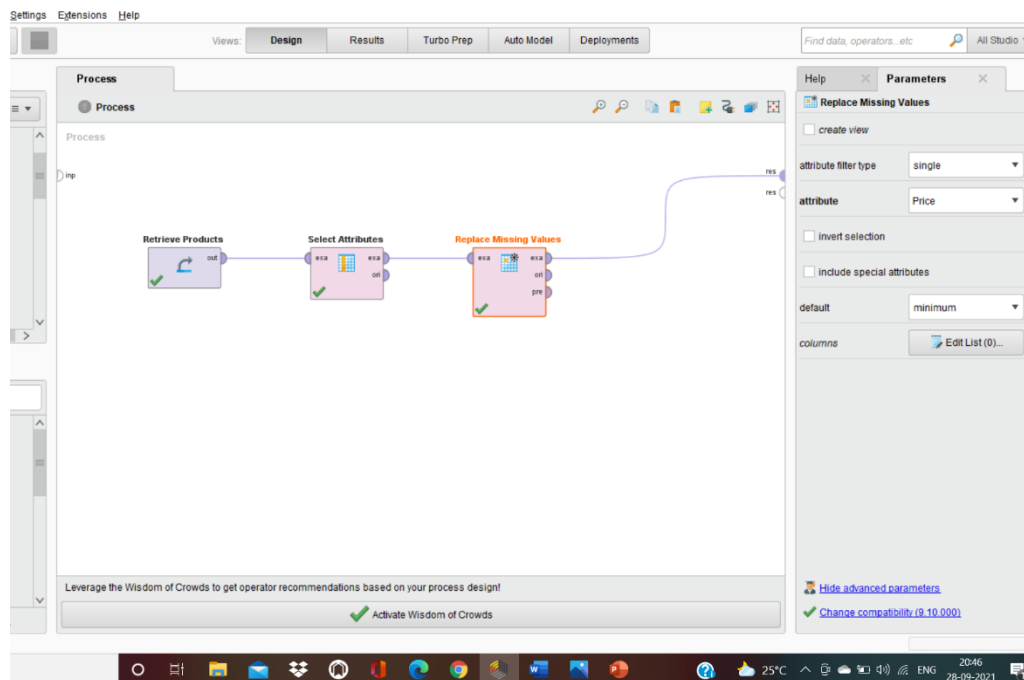 Settings Extensions Help
Views: Design Results Turbo Prep Auto Model Deployments
Find data, operators...etc
All Studio
Process
Process
Process
inp
res
res
Retrieve Products
out
Select Attributes
exa exa
ori
Replace Missing Values
exa exa
ori
pre
Leverage the Wisdom of Crowds to get operator recommendations based on your process design!
Activate Wisdom of Crowds
Help Parameters
Replace Missing Values
create view
attribute filter type single
attribute Price
invert selection
include special attributes
default minimum
columns Edit List (0)...
Hide advanced parameters
Change compatibility (9.10.000)
25°C
ENG
20:46
28-09-2021